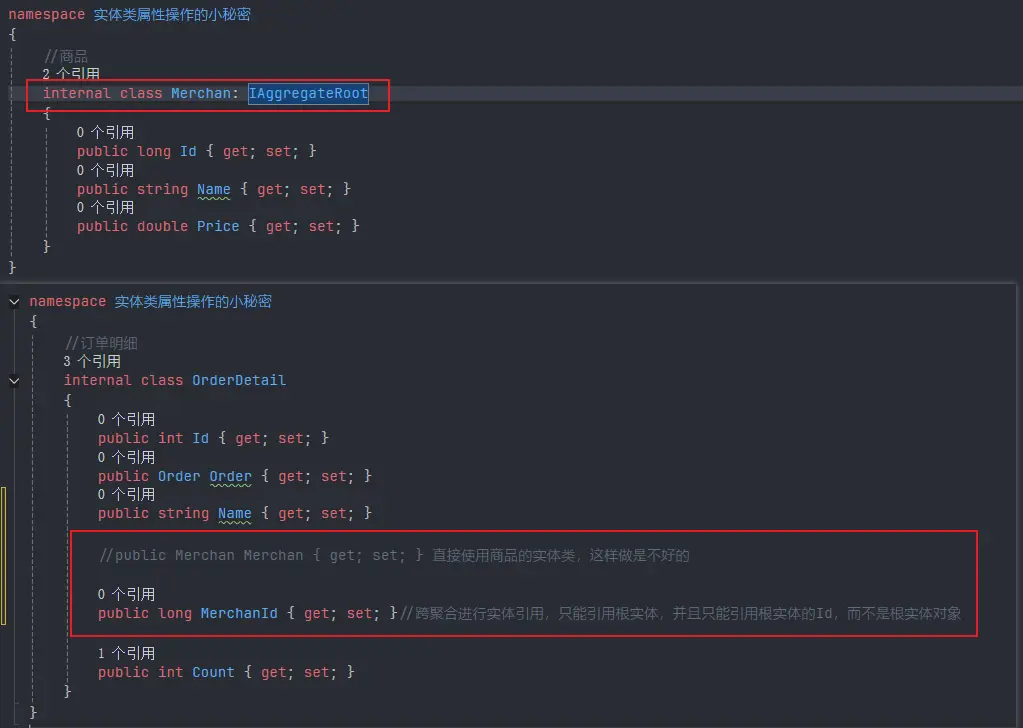 namespace 实体类属性操作的小秘密
{
//商品
2 个引用
internal class Merchan: IAggregateRoot
{
0 个引用
public long Id { get; set; }
0 个引用
public string Name { get; set; }
0 个引用
public double Price { get; set; }
}
}
namespace 实体类属性操作的小秘密
{
//订单明细
3 个引用
internal class OrderDetail
{
0 个引用
public int Id { get; set; }
0 个引用
public Order Order { get; set; }
0 个引用
public string Name { get; set; }
//public Merchan Merchan { get; set; } 直接使用商品的实体类，这样做是不好的
0 个引用
public long MerchanId { get; set; }//跨聚合进行实体引用，只能引用根实体，并且只能引用根实体的Id，而不是根实体对象
1 个引用
public int Count { get; set; }
}
}